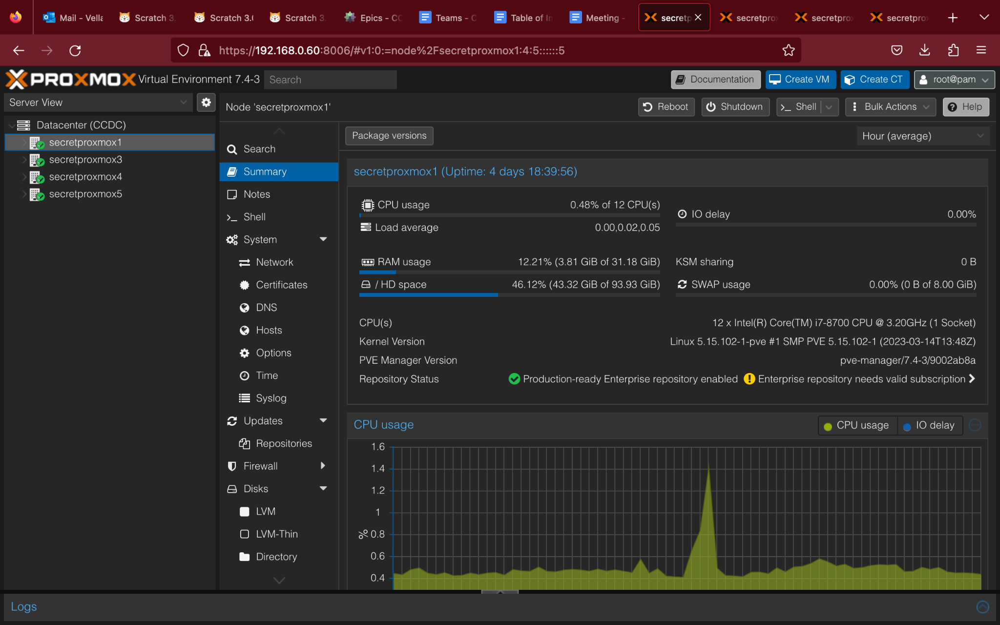 Mail - Vella
Scratch 3.
Scratch 3.
Scratch 3.
Epics - CC
Teams - C
Table of Im
Meeting -
secretp
secretpro
secretpro
secretpro
https://192.168.0.60:8006/#v1:0:=node%2Fsecretproxmox1:4:5::::::5
PROXMOX Virtual Environment 7.4-3
Search
Documentation
Create VM
Create CT
root@pam
Server View
Datacenter (CCDC)
secretproxmox1
secretproxmox3
secretproxmox4
secretproxmox5
Node 'secretproxmox1'
Reboot
Shutdown
Shell
Bulk Actions
Help
Search
Summary
Notes
Shell
System
Network
Certificates
DNS
Hosts
Options
Time
Syslog
Updates
Repositories
Firewall
Disks
LVM
LVM-Thin
Directory
Package versions
Hour (average)
secretproxmox1 (Uptime: 4 days 18:39:56)
CPU usage 0.48% of 12 CPU(s)
IO delay 0.00%
Load average 0.00,0.02,0.05
RAM usage 12.21% (3.81 GiB of 31.18 GiB)
KSM sharing 0 B
/ HD space 46.12% (43.32 GiB of 93.93 GiB)
SWAP usage 0.00% (0 B of 8.00 GiB)
CPU(s) 12 x Intel(R) Core(TM) i7-8700 CPU @ 3.20GHz (1 Socket)
Kernel Version Linux 5.15.102-1-pve #1 SMP PVE 5.15.102-1 (2023-03-14T13:48Z)
PVE Manager Version pve-manager/7.4-3/9002ab8a
Repository Status Production-ready Enterprise repository enabled Enterprise repository needs valid subscription
CPU usage
CPU usage
IO delay
1.6
1.4
1.2
1
% 0.8
0.6
0.4
Logs